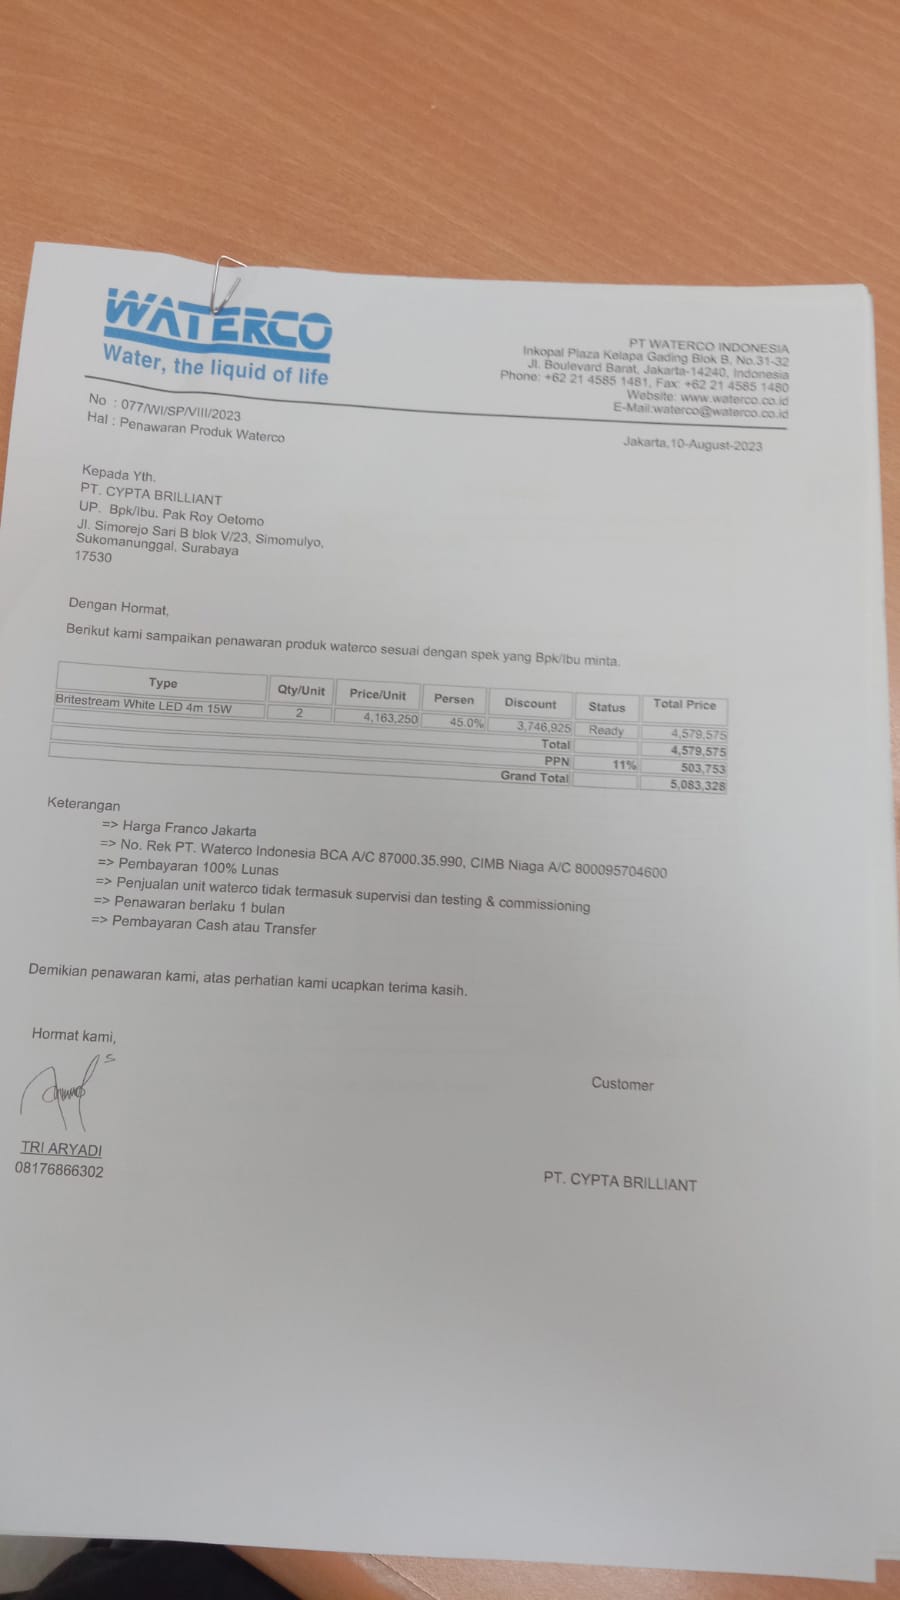 WATERCO
Water, the liquid of life
PT WATERCO INDONESIA
Inkopal Plaza Kelapa Gading Blok B, No.31-32
Jl. Boulevard Barat, Jakarta-14240, Indonesia
Phone: +62 21 4585 1481, Fax: +62 21 4585 1480
Website: www.waterco.co.id
E-Mail:waterco@waterco.co.id
No : 077/WI/SP/VIII/2023
Hal : Penawaran Produk Waterco
Jakarta,10-August-2023
Kepada Yth.
PT. CYPTA BRILLIANT
UP. Bpk/Ibu. Pak Roy Oetomo
Jl. Simorejo Sari B blok V/23, Simomulyo,
Sukomanunggal, Surabaya
17530
Dengan Hormat,
Berikut kami sampaikan penawaran produk waterco sesuai dengan spek yang Bpk/Ibu minta.
Type Qty/Unit Price/Unit Persen Discount Status Total Price
Britestream White LED 4m 15W 2 4,163,250 45.0% 3,746,925 Ready 4,579,575
Total 4,579,575
PPN 11% 503,753
Grand Total 5,083,328
Keterangan
=> Harga Franco Jakarta
=> No. Rek PT. Waterco Indonesia BCA A/C 87000.35.990, CIMB Niaga A/C 800095704600
=> Pembayaran 100% Lunas
=> Penjualan unit waterco tidak termasuk supervisi dan testing & commissioning
=> Penawaran berlaku 1 bulan
=> Pembayaran Cash atau Transfer
Demikian penawaran kami, atas perhatian kami ucapkan terima kasih.
Hormat kami,
Customer
TRI ARYADI
08176866302
PT. CYPTA BRILLIANT